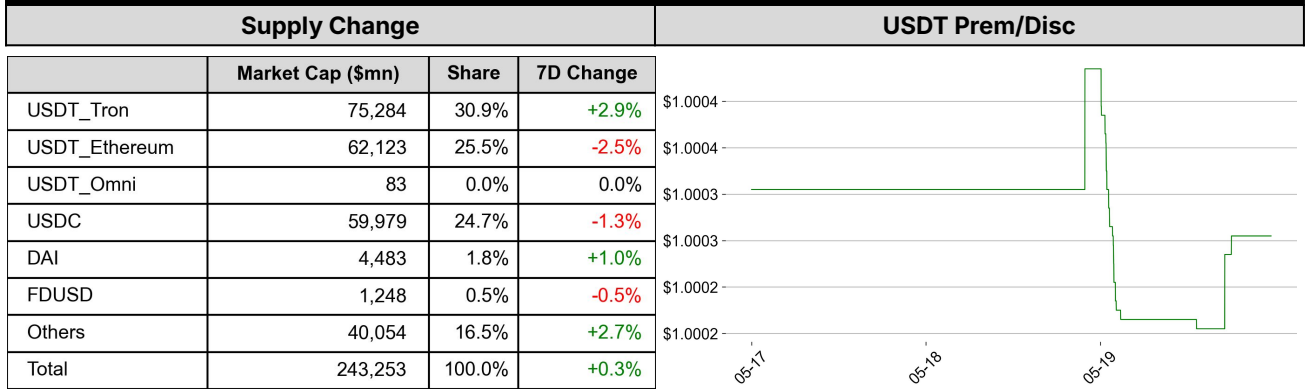 Supply Change
USDT Prem/Disc
Market Cap ($mn) Share 7D Change
USDT_Tron 75,284 30.9% +2.9%
USDT_Ethereum 62,123 25.5% -2.5%
USDT_Omni 83 0.0% 0.0%
USDC 59,979 24.7% -1.3%
DAI 4,483 1.8% +1.0%
FDUSD 1,248 0.5% -0.5%
Others 40,054 16.5% +2.7%
Total 243,253 100.0% +0.3%
$1.0004
$1.0004
$1.0003
$1.0003
$1.0002
$1.0002
05-17 05-18 05-19